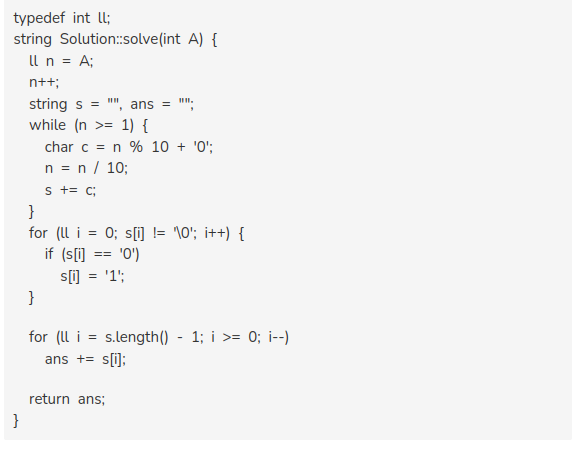 typedef int ll;
string Solution::solve(int A) {
ll n = A;
n++;
string s = "", ans = "";
while (n >= 1) {
char c = n % 10 + '0';
n = n / 10;
s += c;
}
for (ll i = 0; s[i] != '\0'; i++) {
if (s[i] == '0')
s[i] = '1';
}
for (ll i = s.length() - 1; i >= 0; i--)
ans += s[i];
return ans;
}